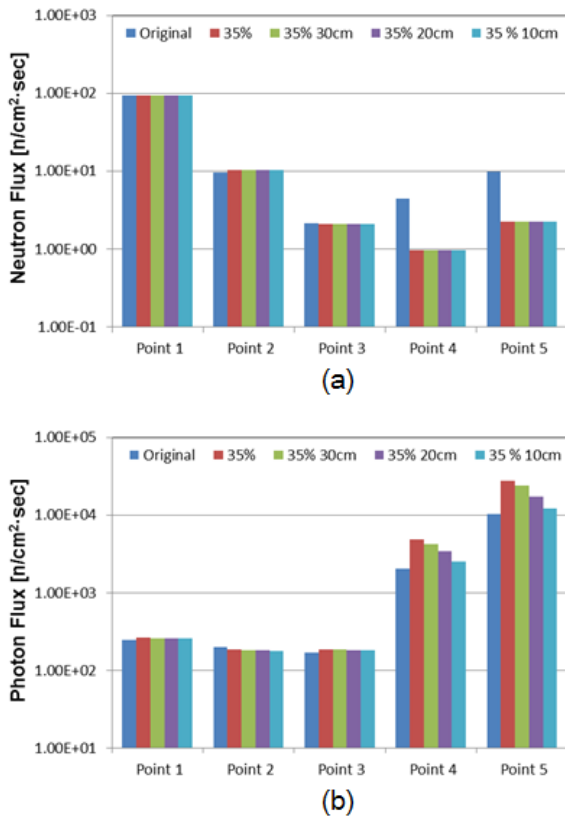 1.00E+03
Original 35% 35% 30cm 35% 20cm 35 % 10cm
1.00E+02
1.00E+01
1.00E+00
1.00E-01
Neutron Flux [n/cm²·sec]
Point 1 Point 2 Point 3 Point 4 Point 5
(a)
1.00E+05
Original 35% 35% 30cm 35% 20cm 35 % 10cm
1.00E+04
1.00E+03
1.00E+02
1.00E+01
Photon Flux [n/cm²·sec]
Point 1 Point 2 Point 3 Point 4 Point 5
(b)